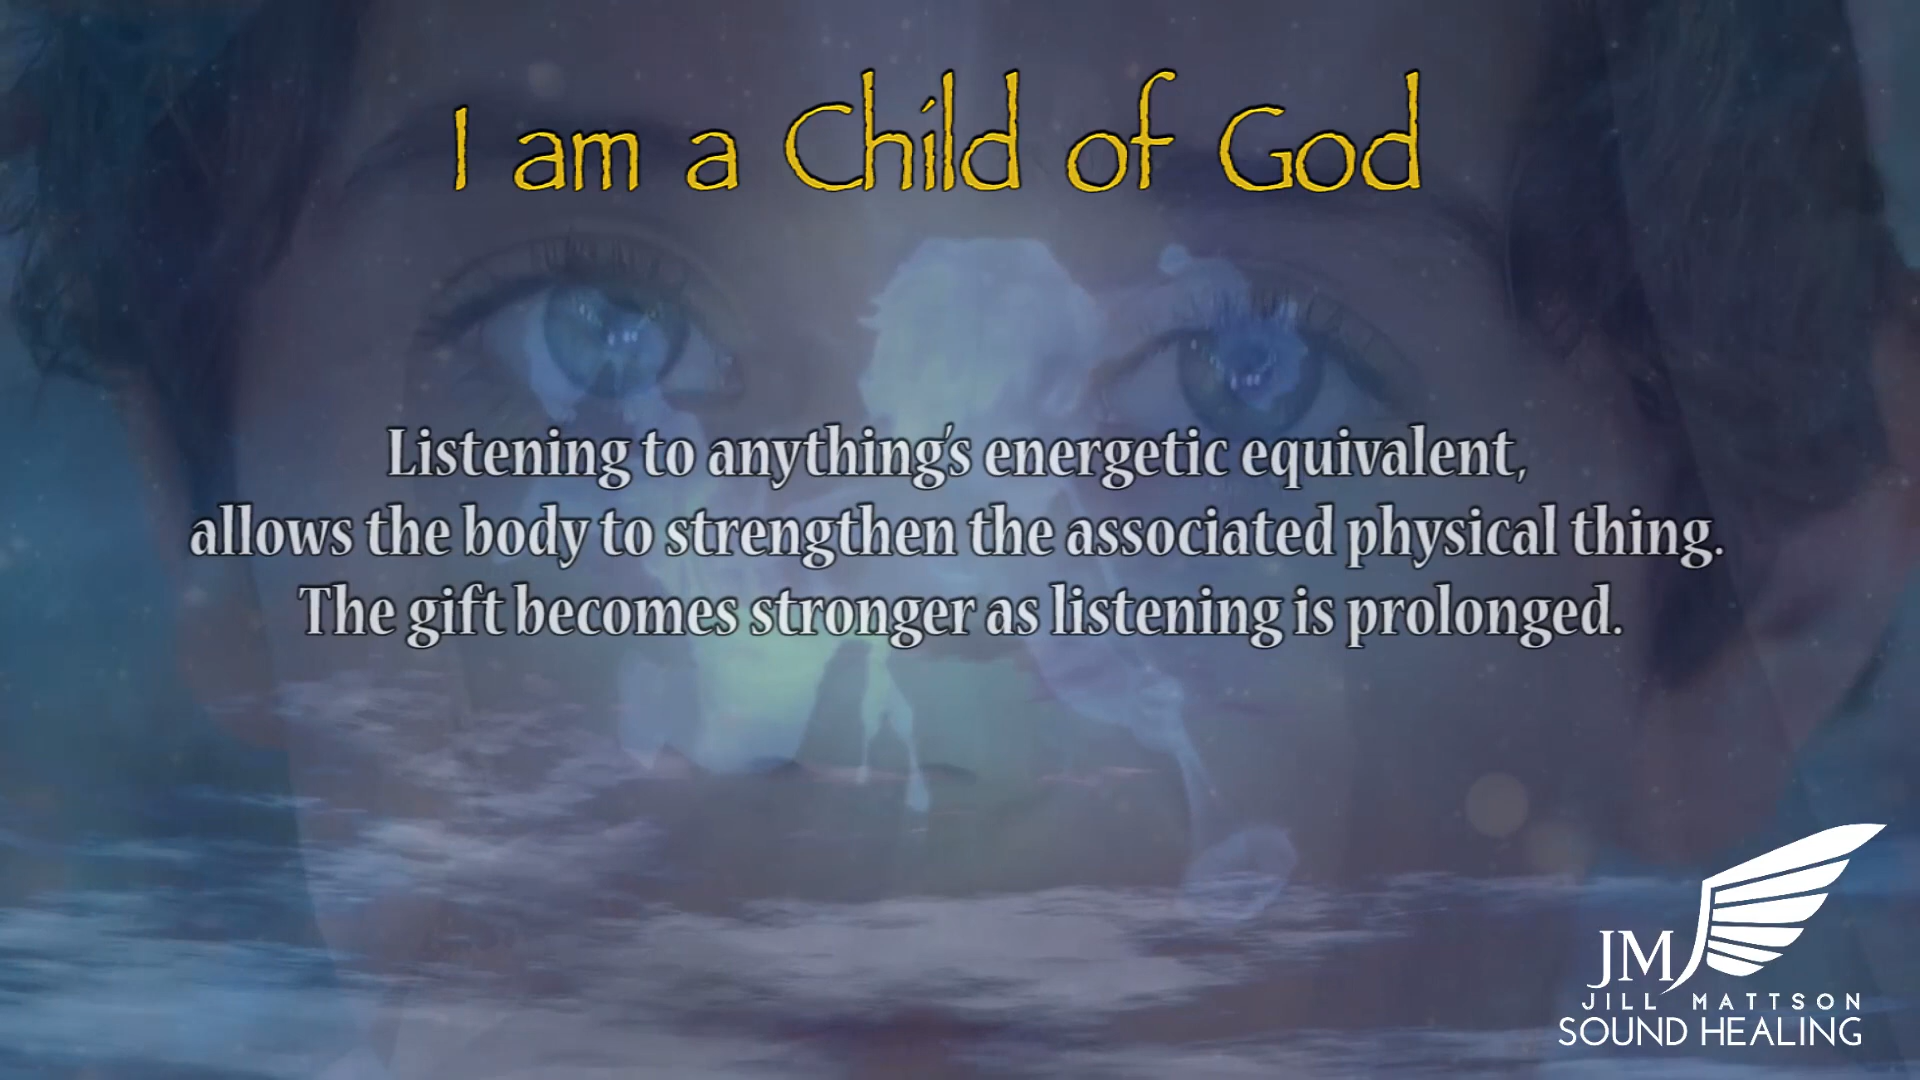 I am a Child of God
Listening to anything's energetic equivalent,
allows the body to strengthen the associated physical thing.
The gift becomes stronger as listening is prolonged.
JM
JILL MATTSON
SOUND HEALING